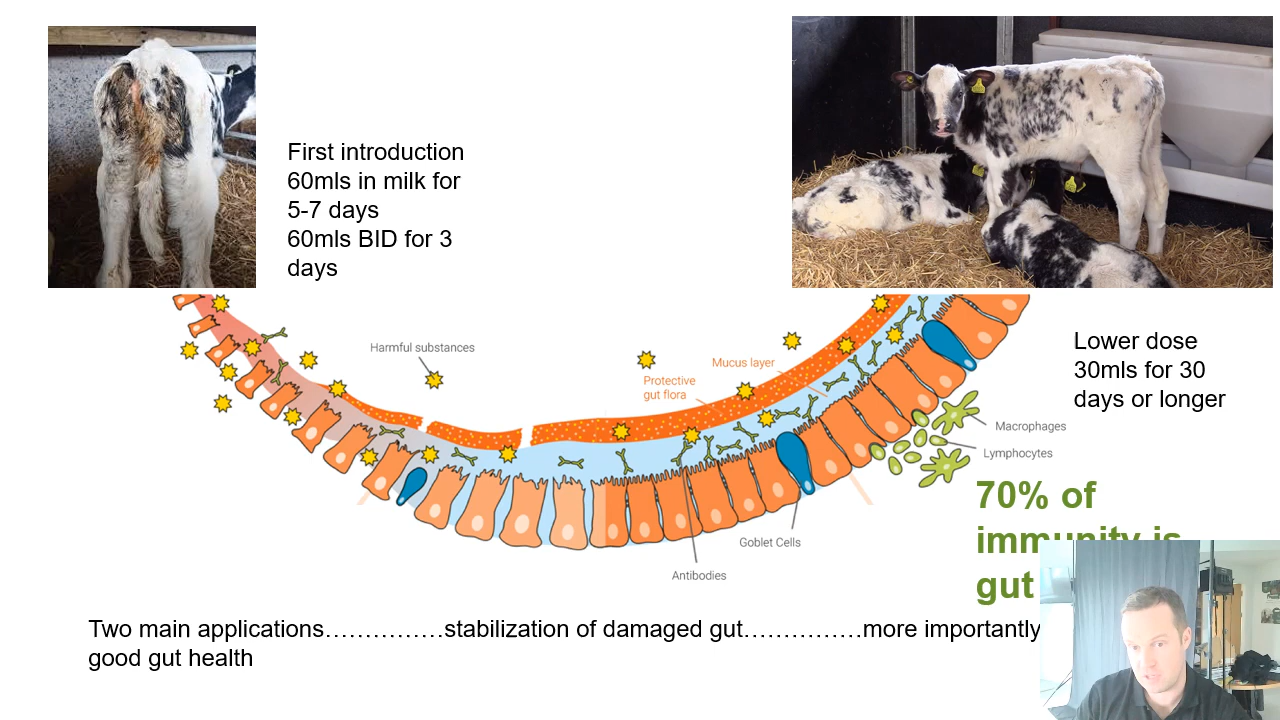 First introduction
60mls in milk for
5-7 days
60mls BID for 3
days
Harmful substances
Mucus layer
Protective
gut flora
Lower dose
30mls for 30
days or longer
Macrophages
Lymphocytes
70% of
immunity is
gut
Goblet Cells
Antibodies
Two main applications……………stabilization of damaged gut……………more importantly
good gut health